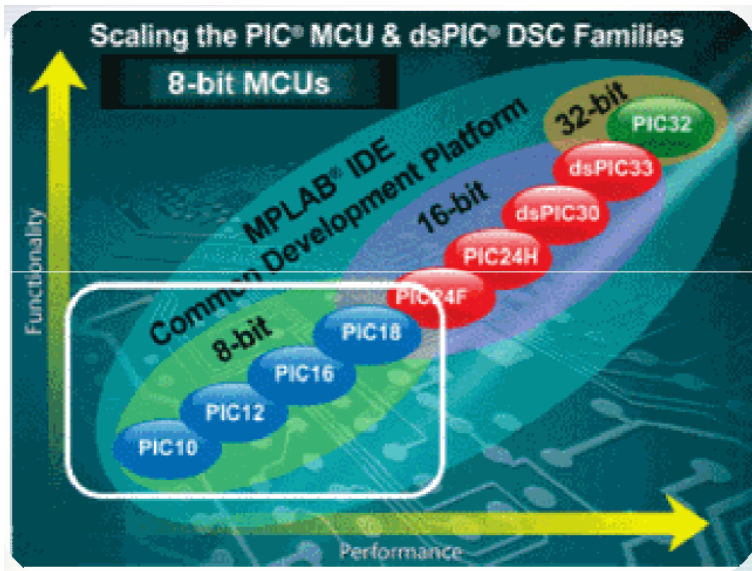 Scaling the PIC® MCU & dsPIC® DSC Families
8-bit MCUs
32-bit
PIC32
MPLAB® IDE
Common Development Platform
dsPIC33
16-bit
dsPIC30
PIC24H
PIC24F
8-bit
PIC18
PIC16
PIC12
PIC10
Functionality
Performance